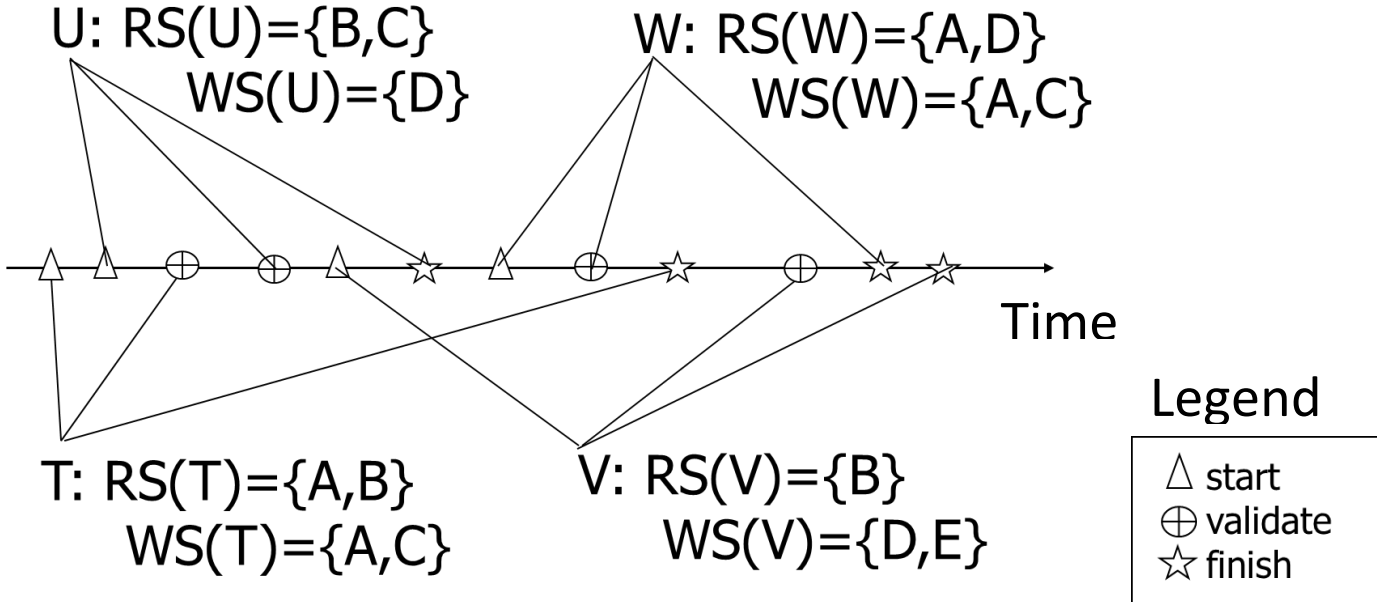 U: RS(U)={B,C}
WS(U)={D}
W: RS(W)={A,D}
WS(W)={A,C}
Time
T: RS(T)={A,B}
WS(T)={A,C}
V: RS(V)={B}
WS(V)={D,E}
Legend
start
validate
finish